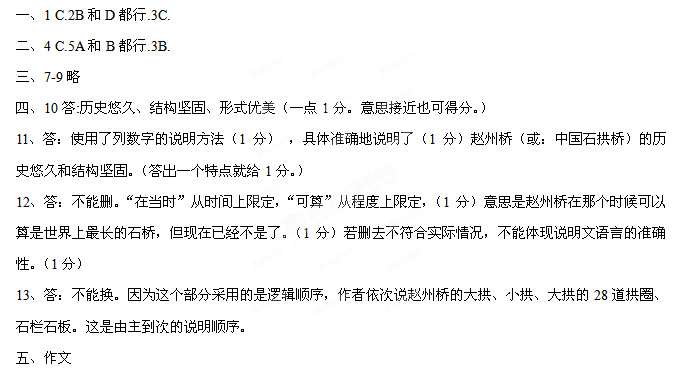 一、1 C.2B 和 D 都行.3C.
二、4 C.5A 和 B 都行.3B.
三、7-9 略
四、10 答:历史悠久、结构坚固、形式优美（一点 1 分。意思接近也可得分。）
11、答：使用了列数字的说明方法（1 分） ，具体准确地说明了（1 分）赵州桥（或：中国石拱桥）的历
史悠久和结构坚固。（答出一个特点就给 1 分。）
12、答：不能删。“在当时”从时间上限定，“可算”从程度上限定，（1 分）意思是赵州桥在那个时候可以
算是世界上最长的石桥，但现在已经不是了。（1 分）若删去不符合实际情况，不能体现说明文语言的准确
性。（1 分）
13、答：不能换。因为这个部分采用的是逻辑顺序，作者依次说赵州桥的大拱、小拱、大拱的 28 道拱圈、
石栏石板。这是由主到次的说明顺序。
五、作文